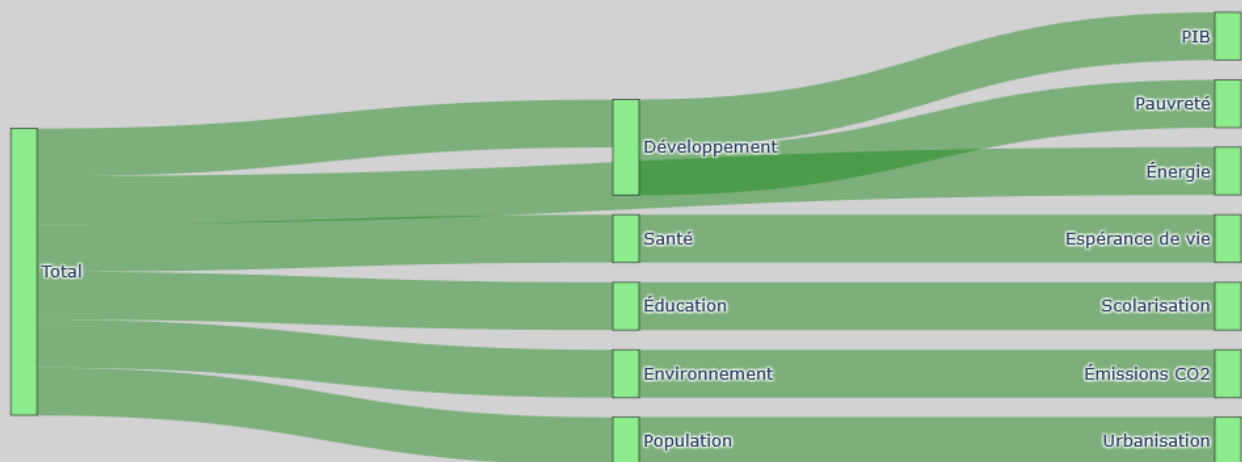 Total
Développement
Santé
Éducation
Environnement
Population
PIB
Pauvreté
Énergie
Espérance de vie
Scolarisation
Émissions CO2
Urbanisation